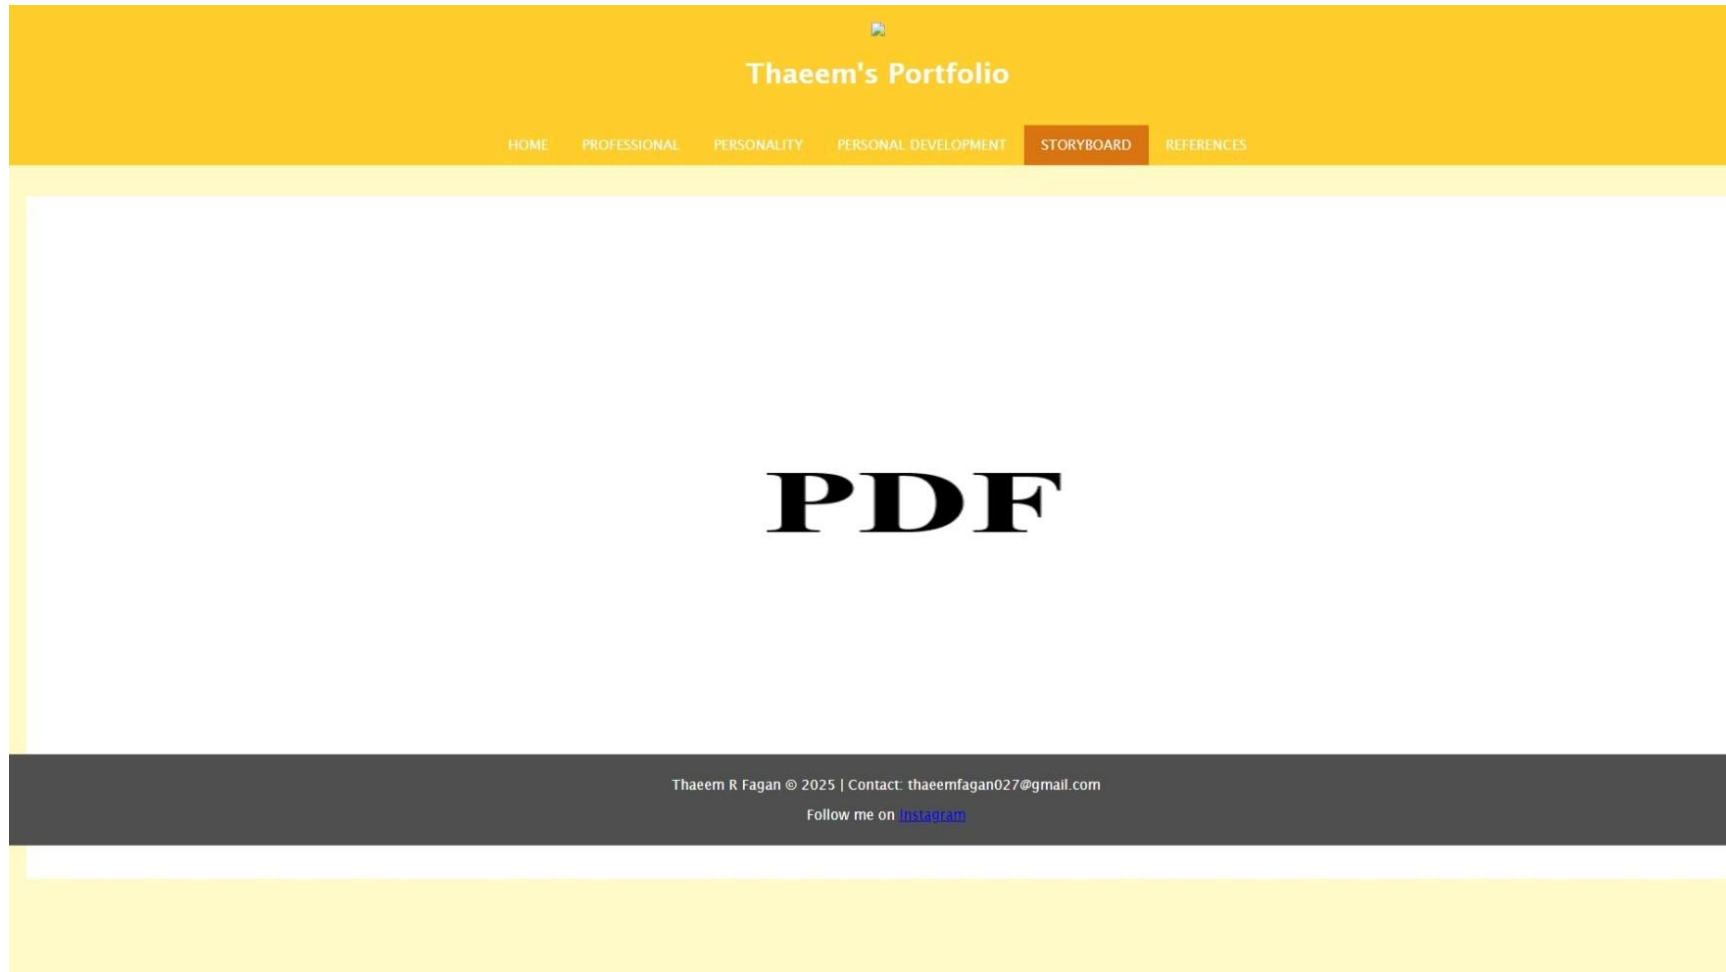 Thaeem's Portfolio
HOME PROFESSIONAL PERSONALITY PERSONAL DEVELOPMENT STORYBOARD REFERENCES
PDF
Thaeem R Fagan © 2025 | Contact: thaeemfagan027@gmail.com
Follow me on Instagram